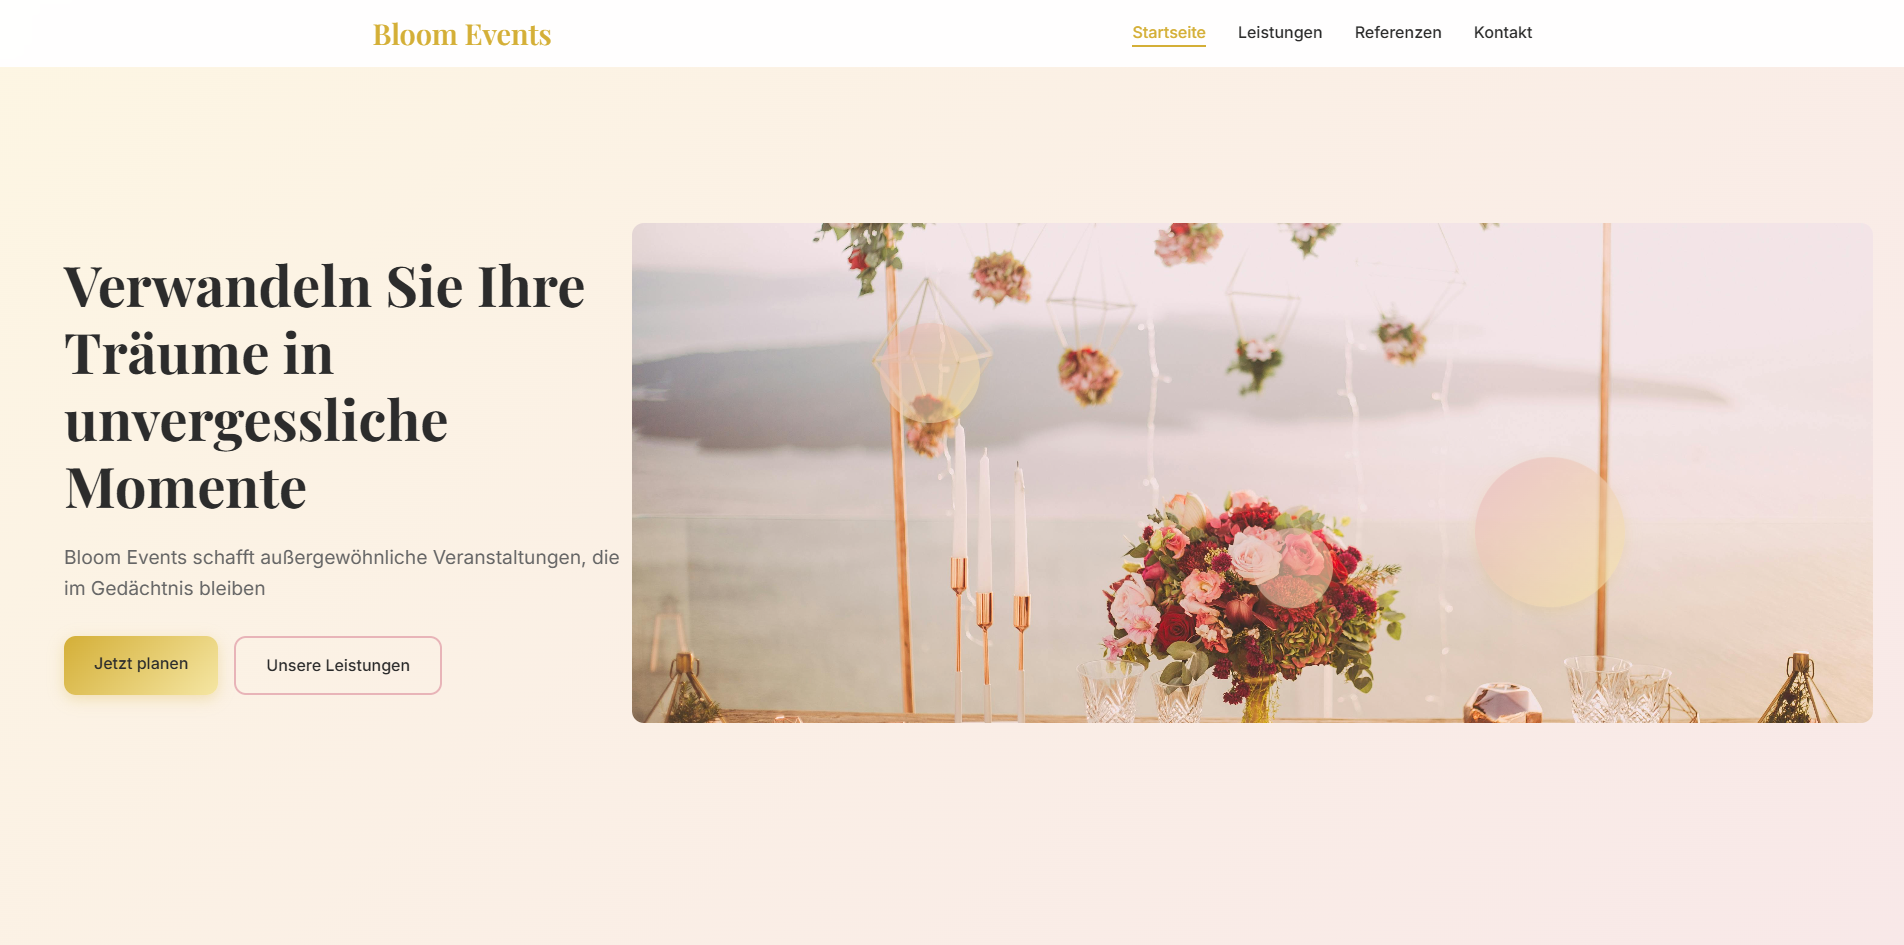 Bloom Events
Startseite Leistungen Referenzen Kontakt
Verwandeln Sie Ihre
Träume in
unvergessliche
Momente
Bloom Events schafft außergewöhnliche Veranstaltungen, die
im Gedächtnis bleiben
Jetzt planen
Unsere Leistungen